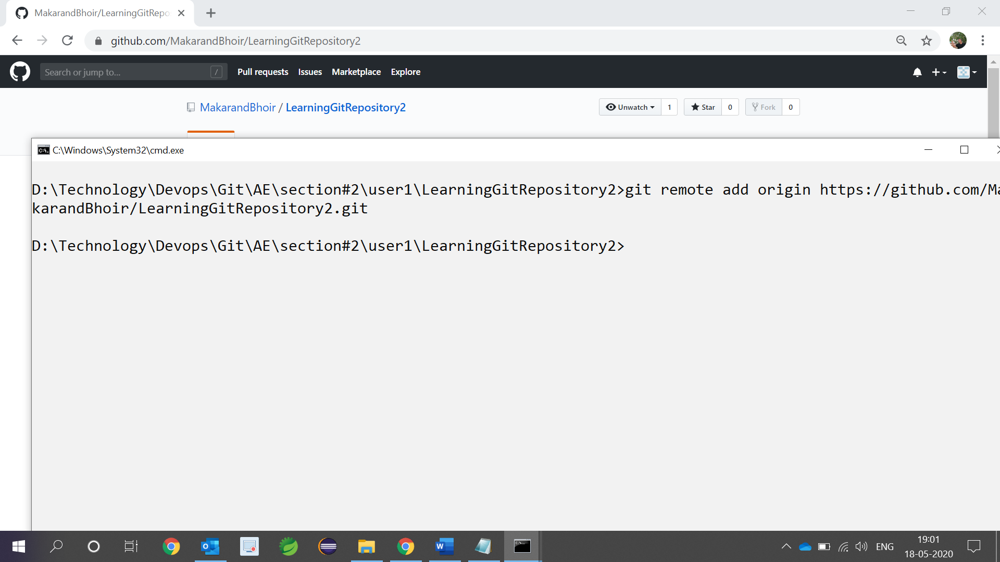 MakarandBhoir/LearningGitRepo
github.com/MakarandBhoir/LearningGitRepository2
Search or jump to... /
Pull requests Issues Marketplace Explore
MakarandBhoir / LearningGitRepository2
Unwatch 1 Star 0 Fork 0
C:\Windows\System32\cmd.exe
D:\Technology\Devops\Git\AE\section#2\user1\LearningGitRepository2>git remote add origin https://github.com/Ma
karandBhoir/LearningGitRepository2.git
D:\Technology\Devops\Git\AE\section#2\user1\LearningGitRepository2>
ENG
19:01
18-05-2020